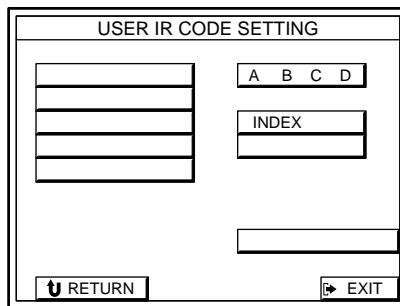 USER IR CODE SETTING
A B C D
INDEX
RETURN
EXIT